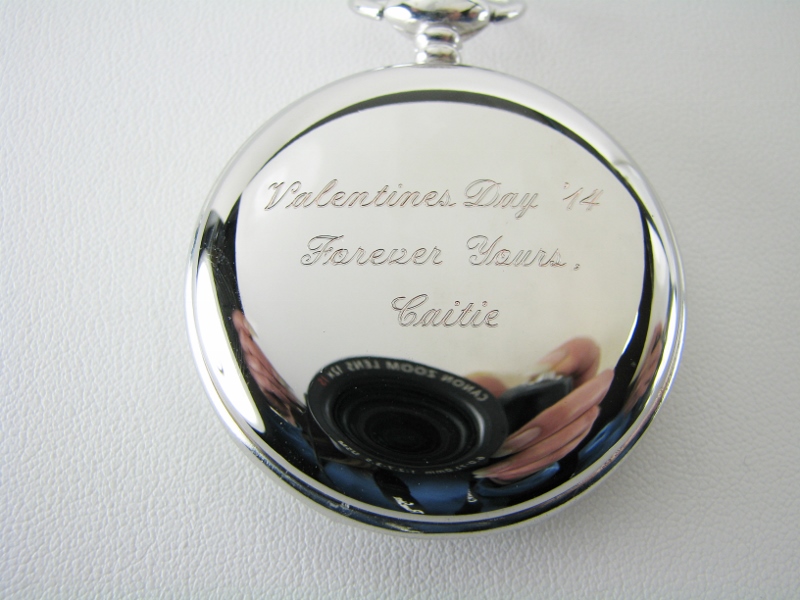 Valentines Day '14
Forever Yours,
Caitie
CANON ZOOM LENS